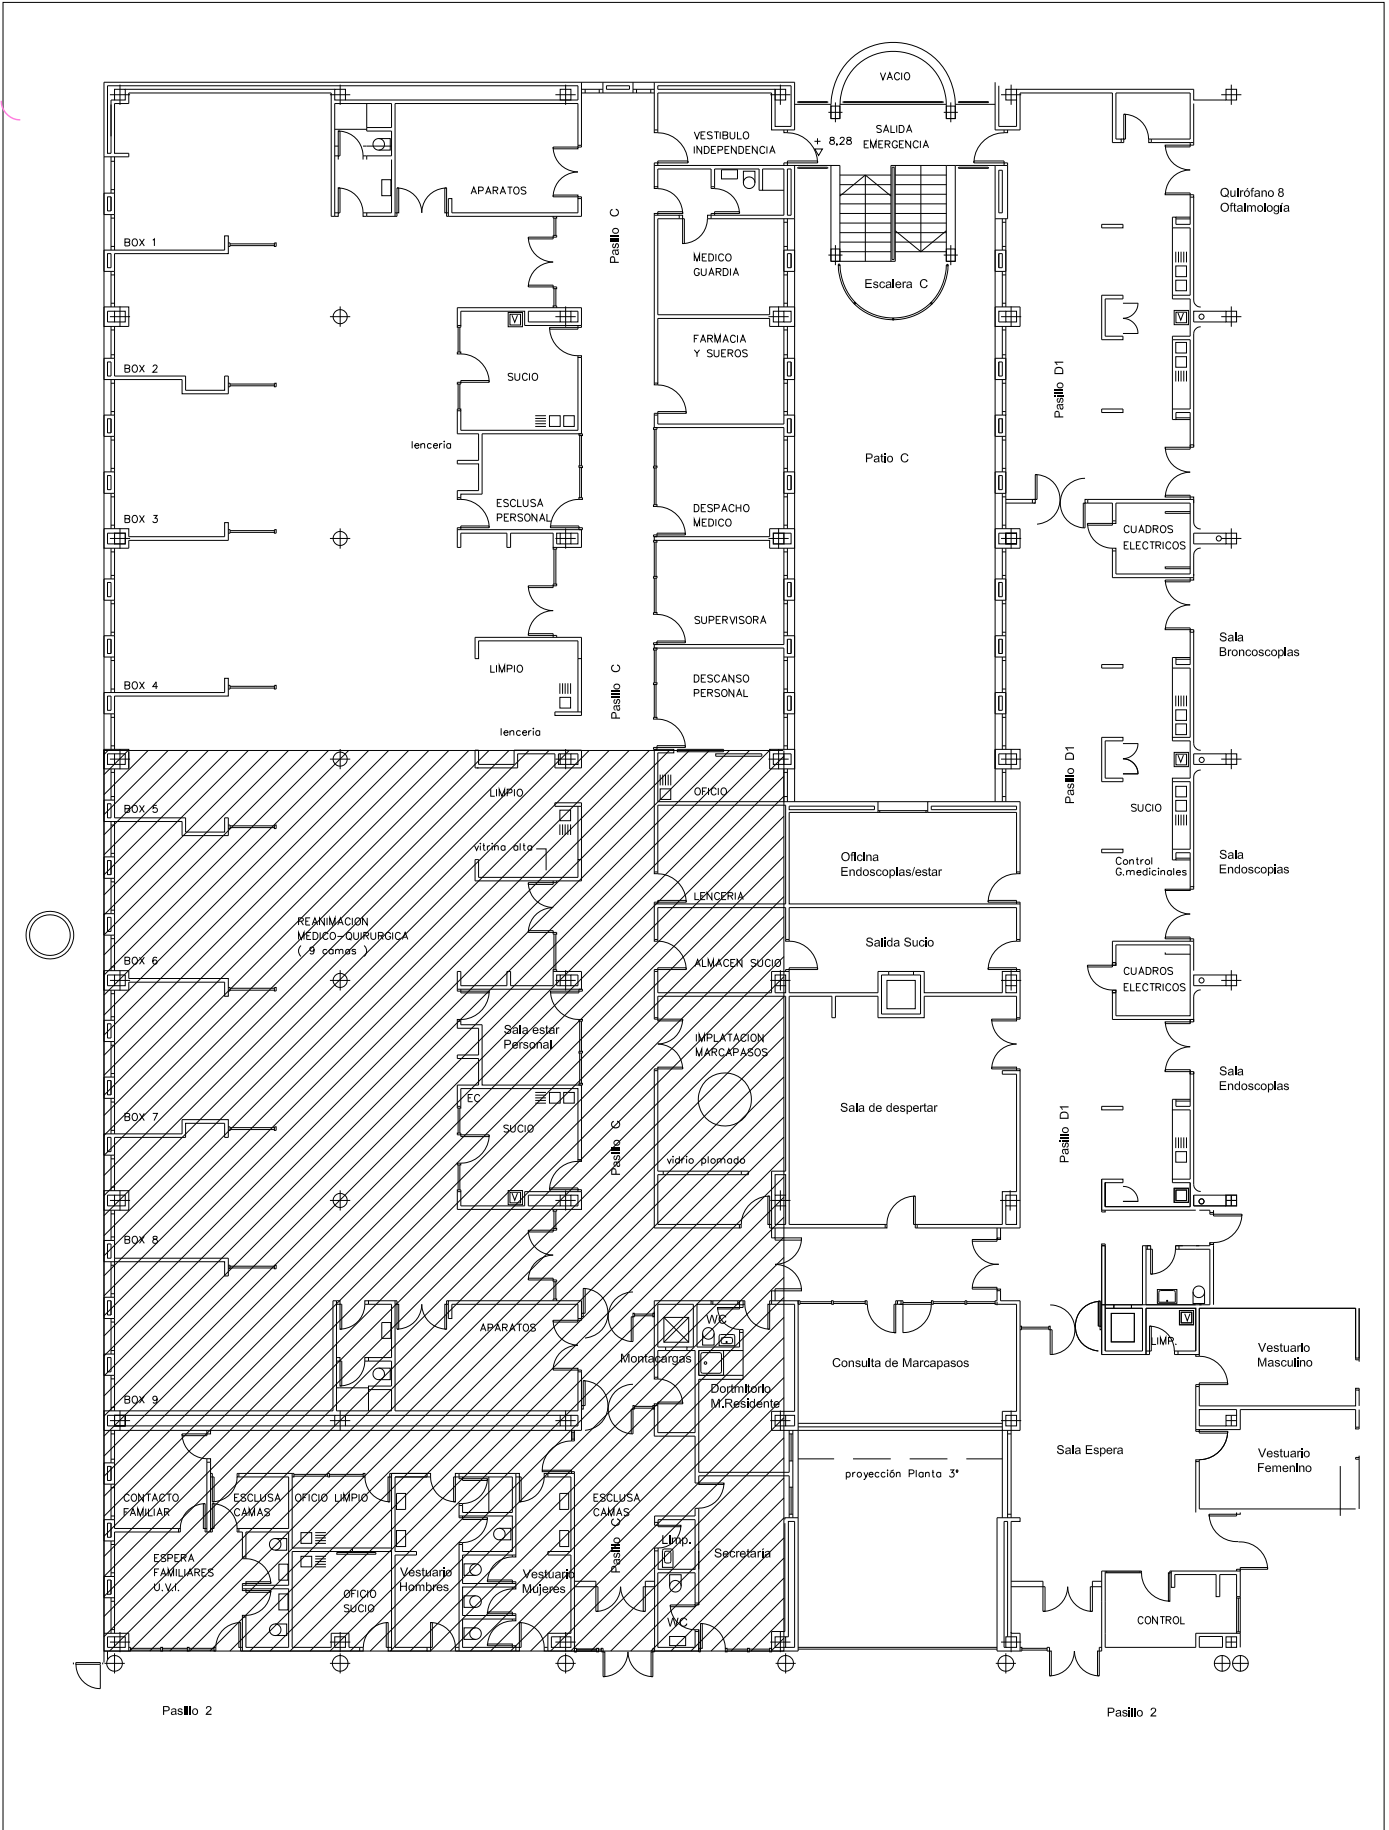 VACIO
VESTIBULO
INDEPENDENCIA
+ 8,28
SALIDA
EMERGENCIA
APARATOS
Quirófano 8
Oftalmología
BOX 1
Pasillo C
MEDICO
GUARDIA
Escalera C
FARMACIA
Y SUEROS
V
V
BOX 2
SUCIO
Pasillo D1
lenceria
Patio C
ESCLUSA
PERSONAL
DESPACHO
MEDICO
BOX 3
CUADROS
ELECTRICOS
SUPERVISORA
Sala
Broncoscopias
LIMPIO
DESCANSO
PERSONAL
BOX 4
Pasillo C
lenceria
V
Pasillo D1
LIMPIO
OFICIO
BOX 5
SUCIO
vitrina alta
Oficina
Endoscopias/estar
Control
G.medicinales
Sala
Endoscopias
LENCERIA
REANIMACION
MEDICO-QUIRURGICA
( 9 camas )
Salida Sucio
BOX 6
ALMACEN SUCIO
CUADROS
ELECTRICOS
Sala estar
Personal
IMPLATACION
MARCAPASOS
Sala
Endoscopias
EC
Sala de despertar
BOX 7
SUCIO
Pasillo C
Pasillo D1
vidrio plomado
V
BOX 8
APARATOS
WC
V
LIMP.
Montacargas
Consulta de Marcapasos
Vestuario
Masculino
Dormitorio
M.Residente
BOX 9
Sala Espera
Vestuario
Femenino
proyección Planta 3ª
CONTACTO
FAMILIAR
ESCLUSA
CAMAS
OFICIO LIMPIO
ESCLUSA
CAMAS
Pasillo C
Limp.
Secretaria
ESPERA
FAMILIARES
U.V.I.
Vestuario
Hombres
Vestuario
Mujeres
OFICIO
SUCIO
WC
CONTROL
Pasillo 2
Pasillo 2